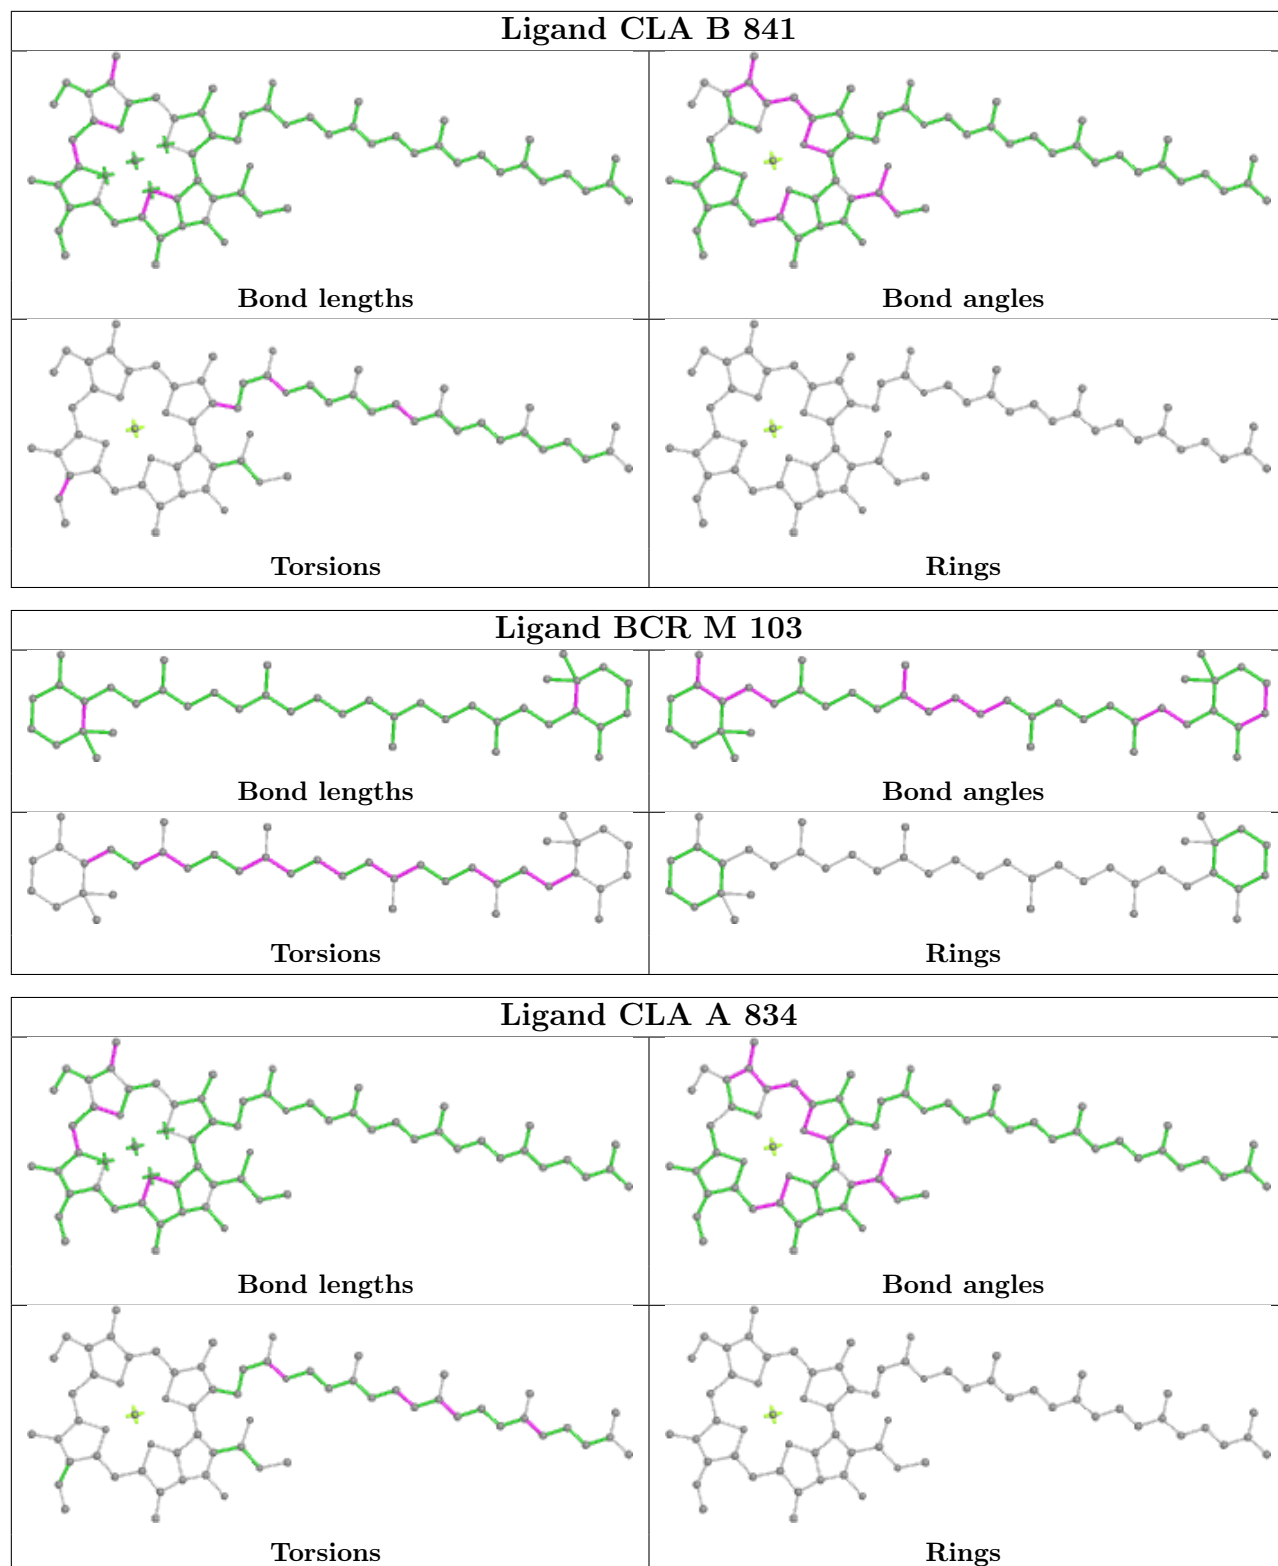 Ligand CLA B 841
Bond lengths
Bond angles
Torsions
Rings
Ligand BCR M 103
Bond lengths
Bond angles
Torsions
Rings
Ligand CLA A 834
Bond lengths
Bond angles
Torsions
Rings